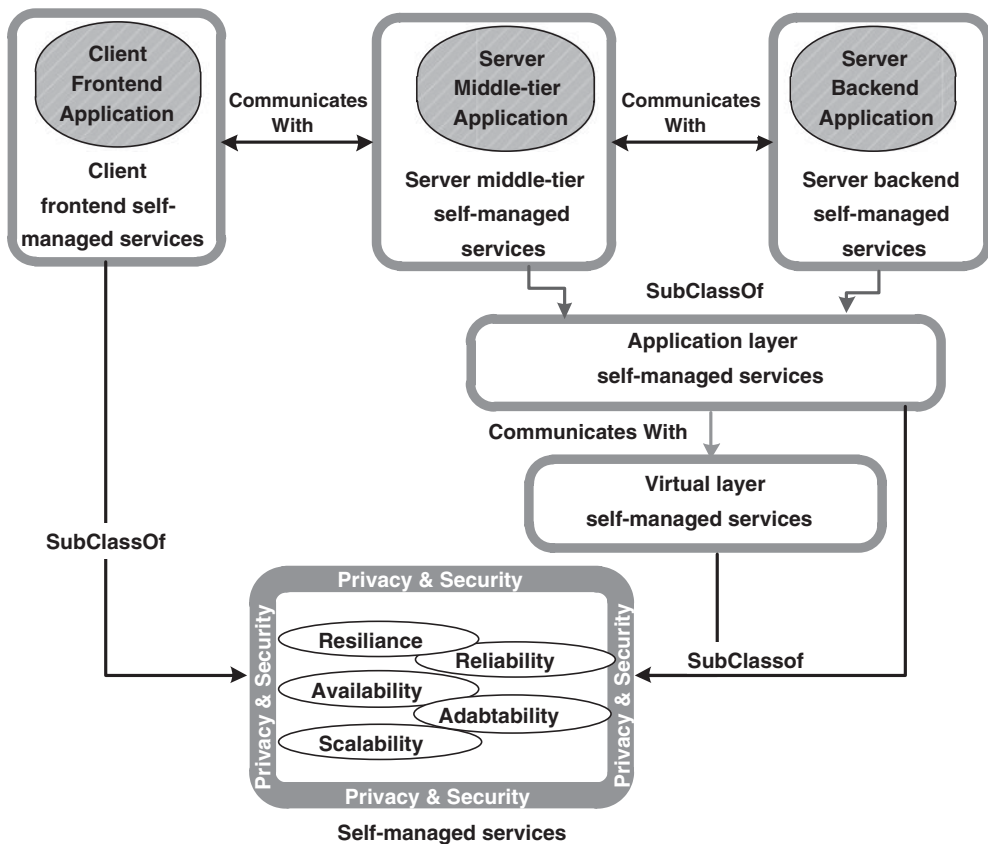 Client
Frontend
Application
Client
frontend self-
managed services
Communicates
With
Server
Middle-tier
Application
Server middle-tier
self-managed
services
Communicates
With
Server
Backend
Application
Server backend
self-managed
services
SubClassOf
Application layer
self-managed services
Communicates With
Virtual layer
self-managed services
SubClassOf
SubClassof
Privacy & Security
Privacy & Security
Resiliance
Reliability
Availability
Adabtability
Scalability
Privacy & Security
Privacy & Security
Self-managed services